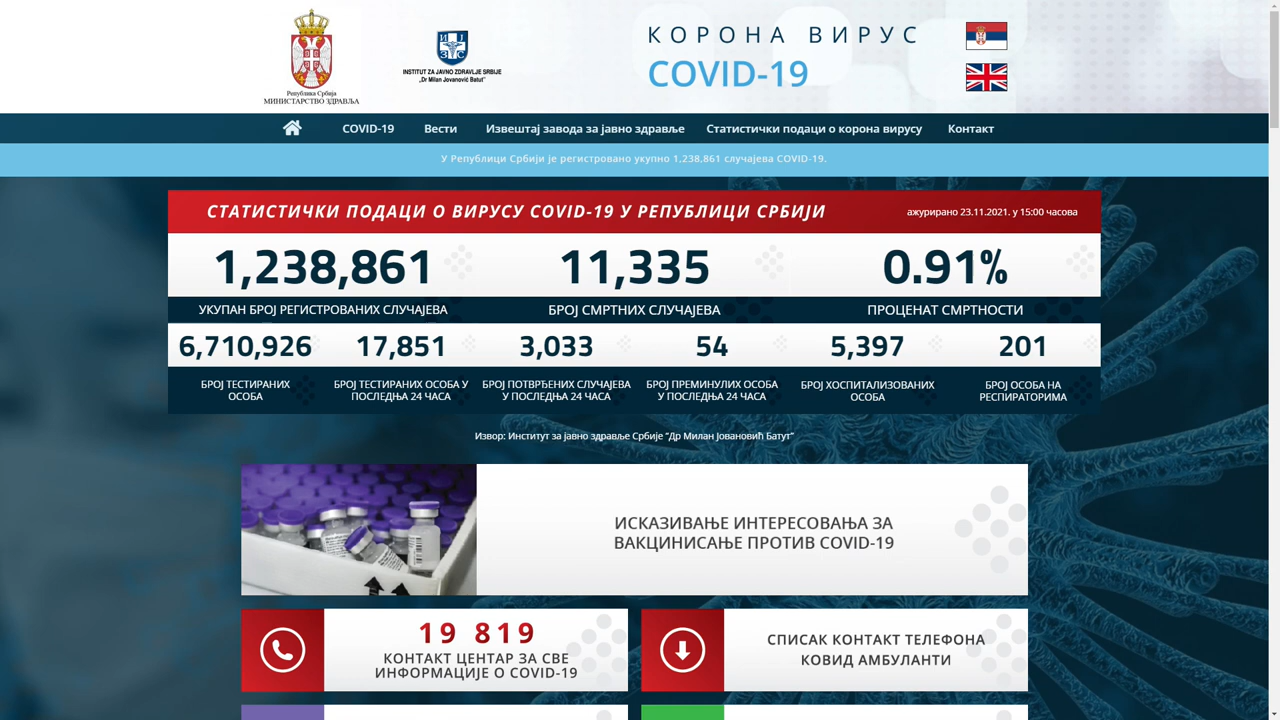 Република Србија
МИНИСТАРСТВО ЗДРАВЉА
ИЈ
ЗС
INSTITUT ZA JAVNO ZDRAVLJE SRBIJE
„Dr Milan Jovanović Batut"
КОРОНА ВИРУС
COVID-19
COVID-19 Вести Извештај завода за јавно здравље Статистички подаци о корона вирусу Контакт
У Републици Србији је регистровано укупно 1,238,861 случајева COVID-19.
СТАТИСТИЧКИ ПОДАЦИ О ВИРУСУ COVID-19 У РЕПУБЛИЦИ СРБИЈИ
ажурирано 23.11.2021. у 15:00 часова
1,238,861 11,335 0.91%
УКУПАН БРОЈ РЕГИСТРОВАНИХ СЛУЧАЈЕВА БРОЈ СМРТНИХ СЛУЧАЈЕВА ПРОЦЕНАТ СМРТНОСТИ
6,710,926 17,851 3,033 54 5,397 201
БРОЈ ТЕСТИРАНИХ
ОСОБА
БРОЈ ТЕСТИРАНИХ ОСОБА У
ПОСЛЕДЊА 24 ЧАСА
БРОЈ ПОТВРЂЕНИХ СЛУЧАЈЕВА
У ПОСЛЕДЊА 24 ЧАСА
БРОЈ ПРЕМИНУЛИХ ОСОБА
У ПОСЛЕДЊА 24 ЧАСА
БРОЈ ХОСПИТАЛИЗОВАНИХ
ОСОБА
БРОЈ ОСОБА НА
РЕСПИРАТОРИМА
Извор: Институт за јавно здравље Србије "Др Милан Јовановић Батут"
ИСКАЗИВАЊЕ ИНТЕРЕСОВАЊА ЗА
ВАКЦИНИСАЊЕ ПРОТИВ COVID-19
19 819
КОНТАКТ ЦЕНТАР ЗА СВЕ
ИНФОРМАЦИЈЕ О COVID-19
СПИСАК КОНТАКТ ТЕЛЕФОНА
КОВИД АМБУЛАНТИ